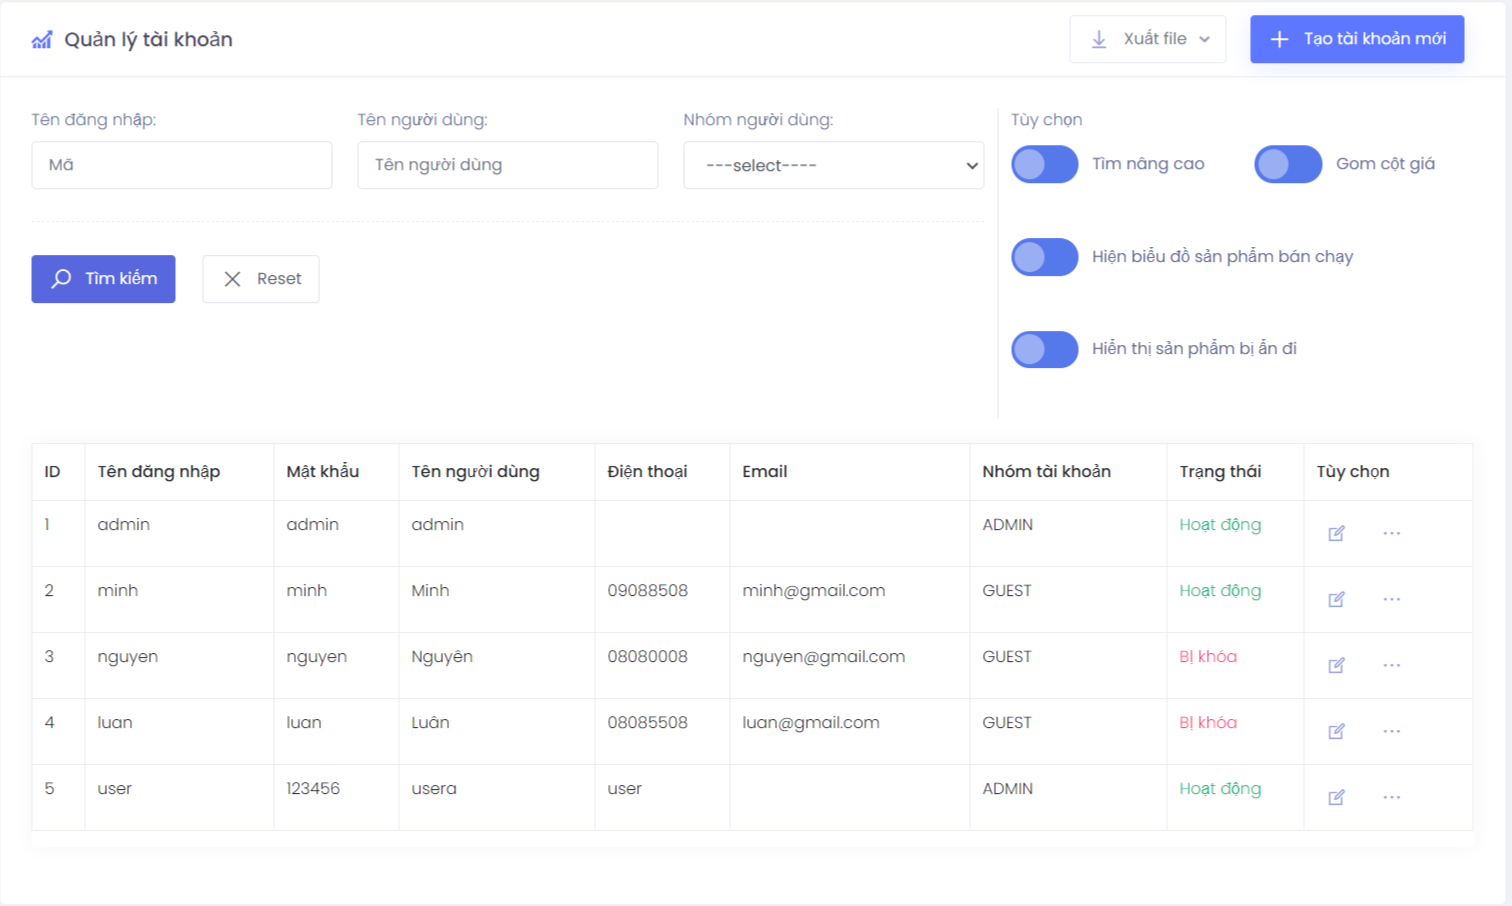 Quản lý tài khoản
Xuất file
Tạo tài khoản mới
Tên đăng nhập:
Tên người dùng:
Nhóm người dùng:
Tùy chọn
Mã
Tên người dùng
---select----
Tìm nâng cao
Gom cột giá
Hiện biểu đồ sản phẩm bán chạy
Tìm kiếm
Reset
Hiển thị sản phẩm bị ẩn đi
ID Tên đăng nhập Mật khẩu Tên người dùng Điện thoại Email Nhóm tài khoản Trạng thái Tùy chọn
1 admin admin admin ADMIN Hoạt động ...
2 minh minh Minh 09088508 minh@gmail.com GUEST Hoạt động ...
3 nguyen nguyen Nguyên 08080008 nguyen@gmail.com GUEST Bị khóa ...
4 luan luan Luân 08085508 luan@gmail.com GUEST Bị khóa ...
5 user 123456 usera user ADMIN Hoạt động ...